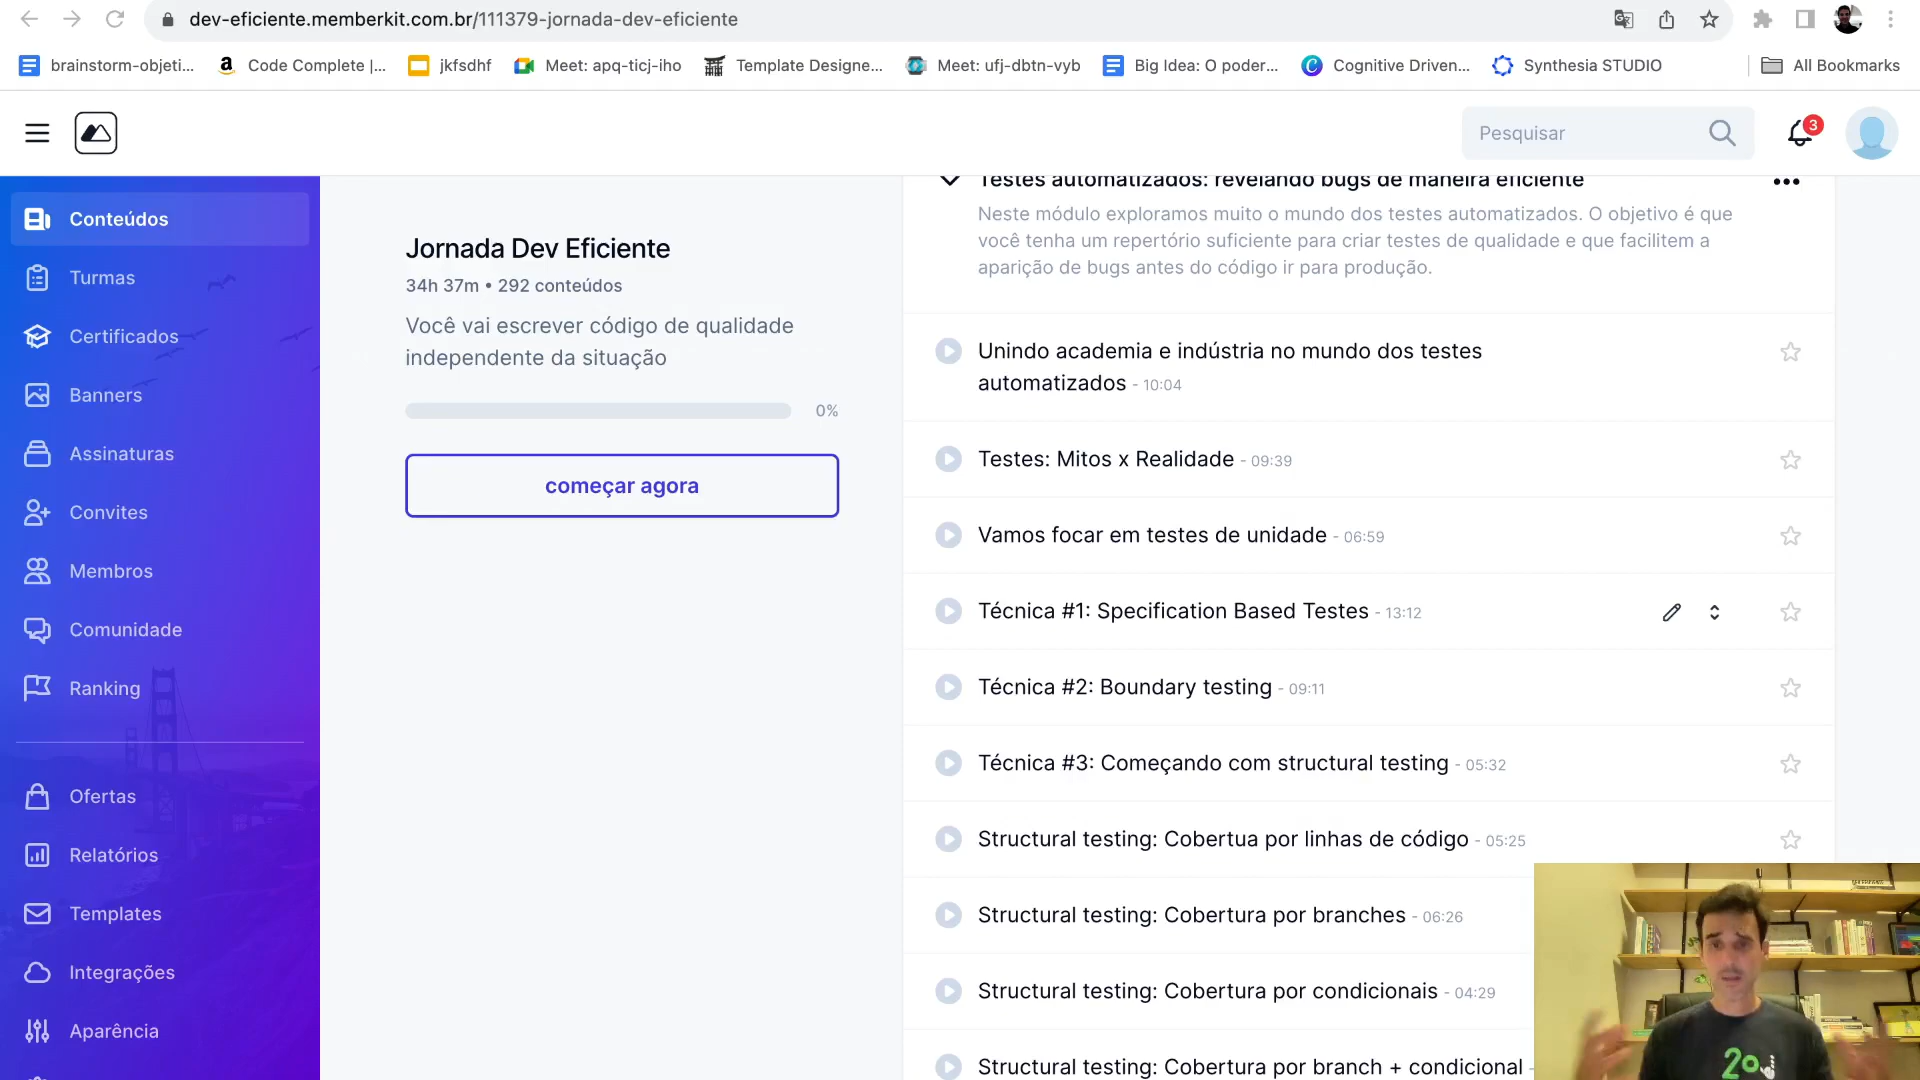 dev-eficiente.memberkit.com.br/111379-jornada-dev-eficiente
brainstorm-objeti...
Code Complete |...
jkfsdhf
Meet: apq-ticj-iho
Template Designe...
Meet: ufj-dbtn-vyb
Big Idea: O poder...
Cognitive Driven...
Synthesia STUDIO
All Bookmarks
Pesquisar
3
Conteúdos
Turmas
Certificados
Banners
Assinaturas
Convites
Membros
Comunidade
Ranking
Ofertas
Relatórios
Templates
Integrações
Aparência
Jornada Dev Eficiente
34h 37m • 292 conteúdos
Você vai escrever código de qualidade
independente da situação
0%
começar agora
Testes automatizados: revelando bugs de maneira eficiente
Neste módulo exploramos muito o mundo dos testes automatizados. O objetivo é que
você tenha um repertório suficiente para criar testes de qualidade e que facilitem a
aparição de bugs antes do código ir para produção.
Unindo academia e indústria no mundo dos testes
automatizados - 10:04
Testes: Mitos x Realidade - 09:39
Vamos focar em testes de unidade - 06:59
Técnica #1: Specification Based Testes - 13:12
Técnica #2: Boundary testing - 09:11
Técnica #3: Começando com structural testing - 05:32
Structural testing: Cobertua por linhas de código - 05:25
Structural testing: Cobertura por branches - 06:26
Structural testing: Cobertura por condicionais - 04:29
Structural testing: Cobertura por branch + condicional -